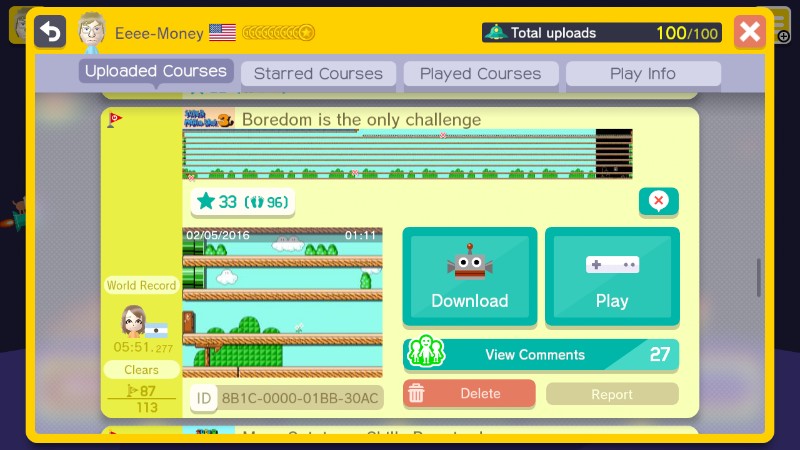 Eeee-Money
Total uploads 100/100
Uploaded Courses
Starred Courses
Played Courses
Play Info
Boredom is the only challenge
33 (96)
02/05/2016 01:11
World Record
05:51.277
Clears
87
113
Download
Play
View Comments 27
ID 8B1C-0000-01BB-30AC
Delete
Report